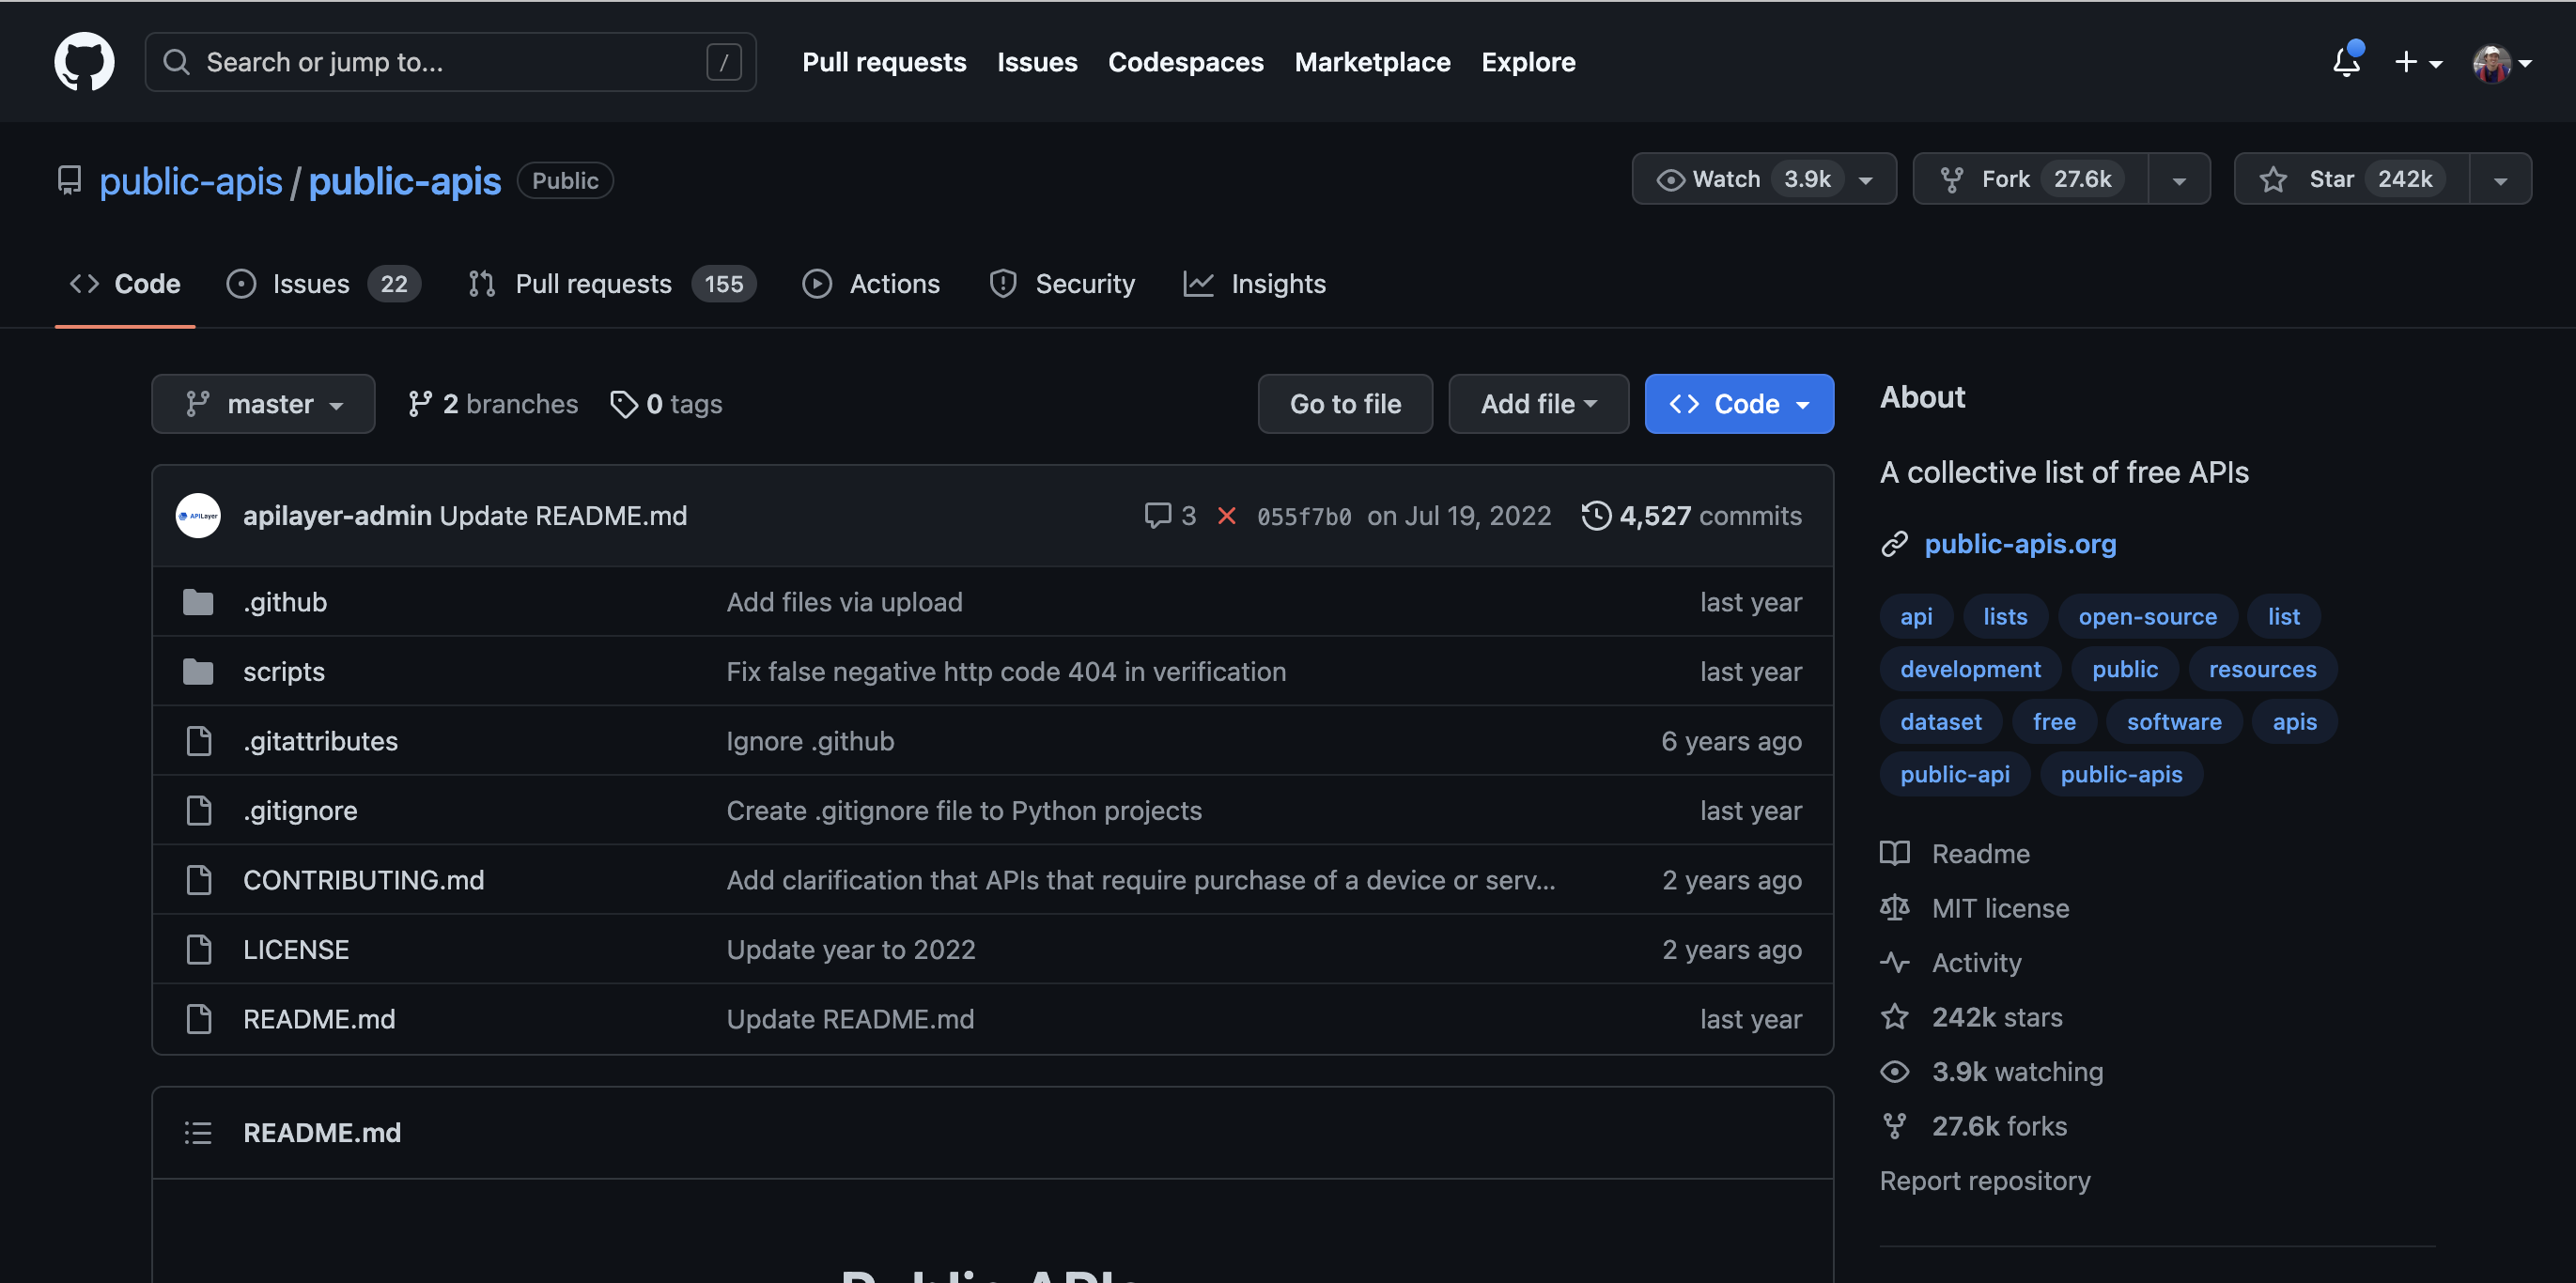 Search or jump to... / Pull requests Issues Codespaces Marketplace Explore
public-apis / public-apis Public Watch 3.9k Fork 27.6k Star 242k
Code Issues 22 Pull requests 155 Actions Security Insights
master 2 branches 0 tags Go to file Add file Code
APILayer apilayer-admin Update README.md 3 055f7b0 on Jul 19, 2022 4,527 commits
.github Add files via upload last year
scripts Fix false negative http code 404 in verification last year
.gitattributes Ignore .github 6 years ago
.gitignore Create .gitignore file to Python projects last year
CONTRIBUTING.md Add clarification that APIs that require purchase of a device or serv... 2 years ago
LICENSE Update year to 2022 2 years ago
README.md Update README.md last year
README.md
Public APIs
About
A collective list of free APIs
public-apis.org
api lists open-source list
development public resources
dataset free software apis
public-api public-apis
Readme
MIT license
Activity
242k stars
3.9k watching
27.6k forks
Report repository